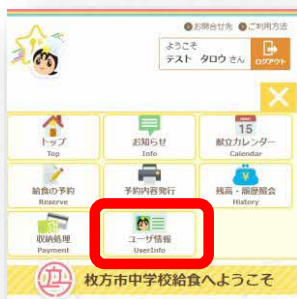 お問合せ先 ご利用方法
ようこそ
テスト タロウ さん
ログアウト
トップ
Top
お知らせ
Info
15
献立カレンダー
Calendar
給食の予約
Reserve
予約内容発行
残高・履歴照会
History
収納処理
Payment
ユーザ情報
UserInfo
枚方市中学校給食へようこそ